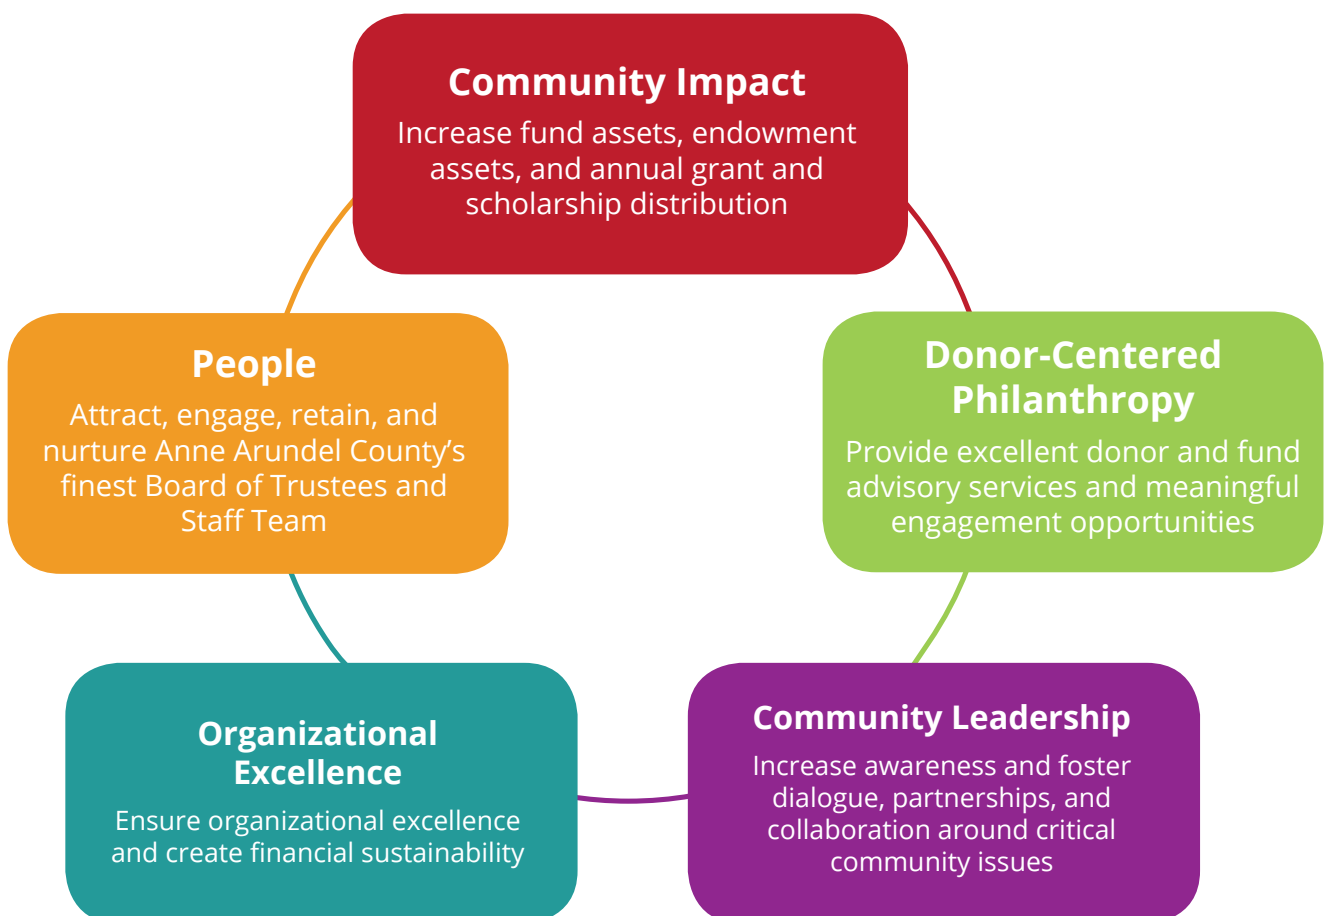 Community Impact
Increase fund assets, endowment
assets, and annual grant and
scholarship distribution
People
Attract, engage, retain, and
nurture Anne Arundel County’s
finest Board of Trustees and
Staff Team
Donor-Centered
Philanthropy
Provide excellent donor and fund
advisory services and meaningful
engagement opportunities
Organizational
Excellence
Ensure organizational excellence
and create financial sustainability
Community Leadership
Increase awareness and foster
dialogue, partnerships, and
collaboration around critical
community issues